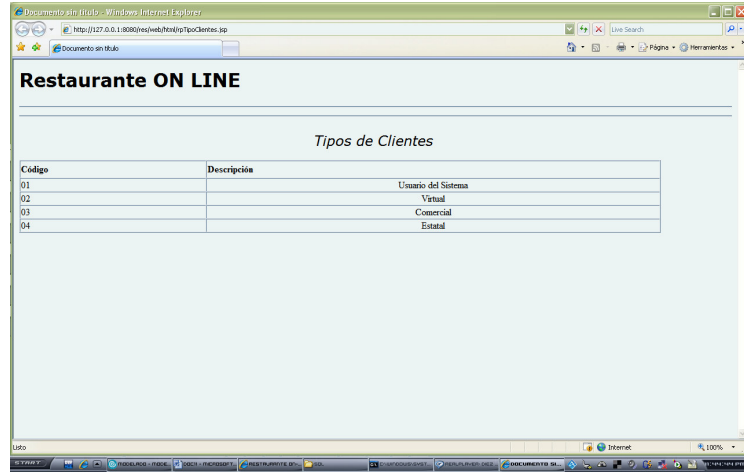 Documento sin título - Windows Internet Explorer
http://127.0.0.1:8080/res/web/html/rpTipoClientes.jsp
Live Search
Documento sin título
Página
Herramientas
Restaurante ON LINE
Tipos de Clientes
Código Descripción
01 Usuario del Sistema
02 Virtual
03 Comercial
04 Estatal
Listo
Internet
100%
START